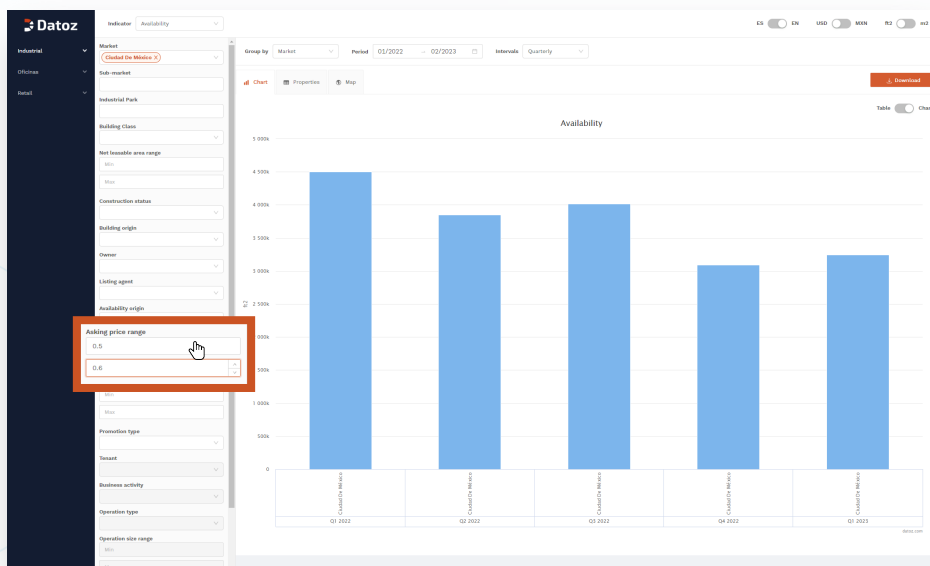 Datoz
Indicator Availability
ES EN USD MXN ft2 m2
Industrial
Oficinas
Retail
Market
Ciudad De México
Sub-market
Industrial Park
Building Class
Net leasable area range
Min
Max
Construction status
Building origin
Owner
Listing agent
Availability origin
Asking price range
0.5
0.6
Min
Max
Promotion type
Tenant
Business activity
Operation type
Operation size range
Min
Group by Market Period 01/2022 → 02/2023 Intervals Quarterly
Chart Properties Map
Download
Table Char
Availability
5 000k
4 500k
4 000k
3 500k
3 000k
2 500k
000k
500k
1 000k
500k
0
ft2
Ciudad De México
Ciudad De México
Ciudad De México
Ciudad De México
Ciudad De México
Q1 2022
Q2 2022
Q3 2022
Q4 2022
Q1 2023
datoz.com